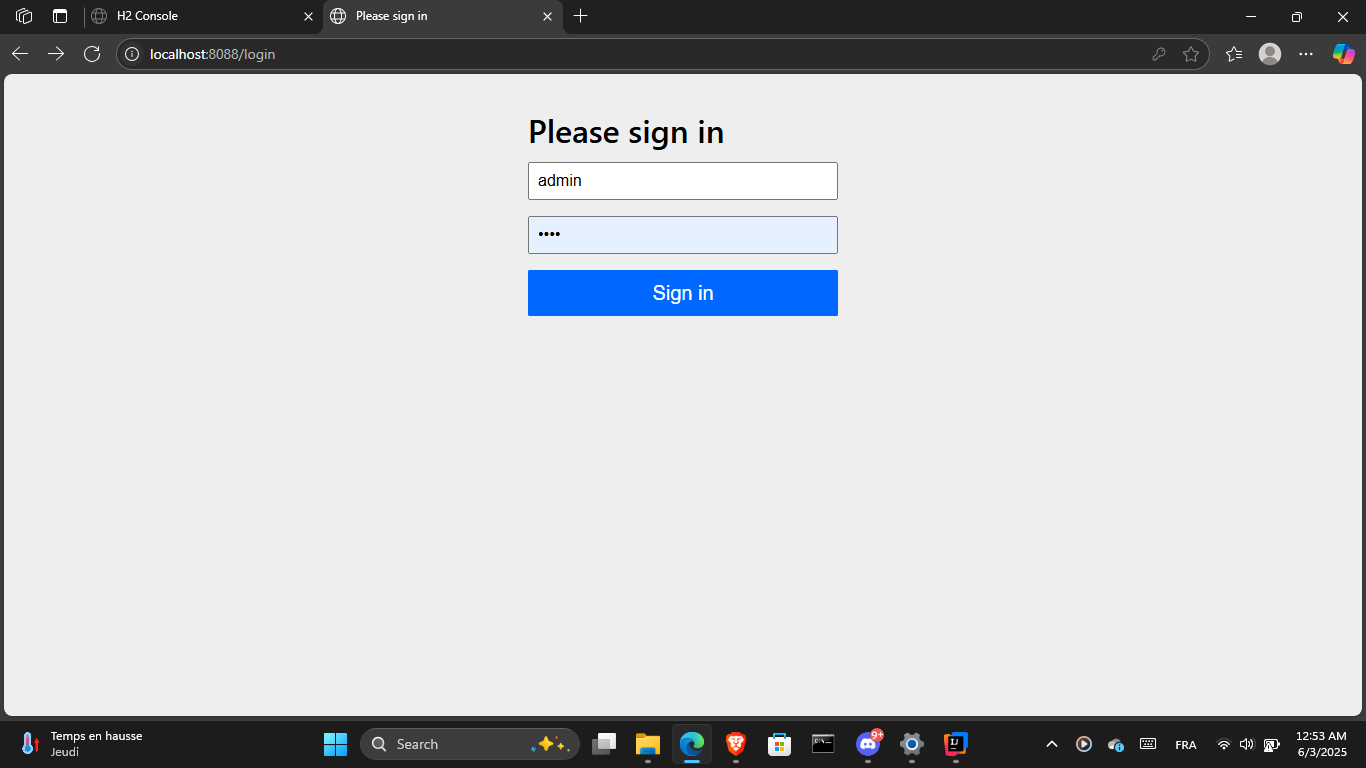 H2 Console
Please sign in
localhost:8088/login
Please sign in
admin
••••
Sign in
Temps en hausse
Jeudi
Search
9+
IJ
FRA
12:53 AM
6/3/2025